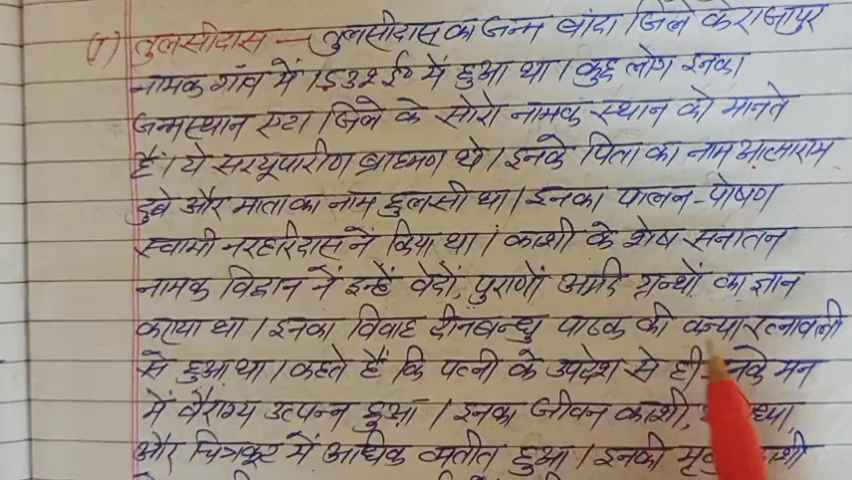 (1) तुलसीदास — तुलसीदास का जन्म बांदा जिले के राजापुर
नामक गांव में 1532 ई० में हुआ था। कुछ लोग इनका
जन्मस्थान एटा जिले के सोरो नामक स्थान को मानते
हैं। ये सरयूपारीण ब्राह्मण थे। इनके पिता का नाम आत्माराम
दुबे और माता का नाम हुलसी था। इनका पालन-पोषण
स्वामी नरहरिदास नें किया था। काशी के शेष सनातन
नामक विद्वान नें इन्हें वेदों, पुराणों आदि ग्रन्थों का ज्ञान
कराया था। इनका विवाह दीनबन्धु पाठक की कन्या रत्नावली
से हुआ था। कहते हैं कि पत्नी के उपदेश से ही मन
में वैराग्य उत्पन्न हुआ। इनका जीवन काशी,
और चित्रकूट में अधिक व्यतीत हुआ। इनकी